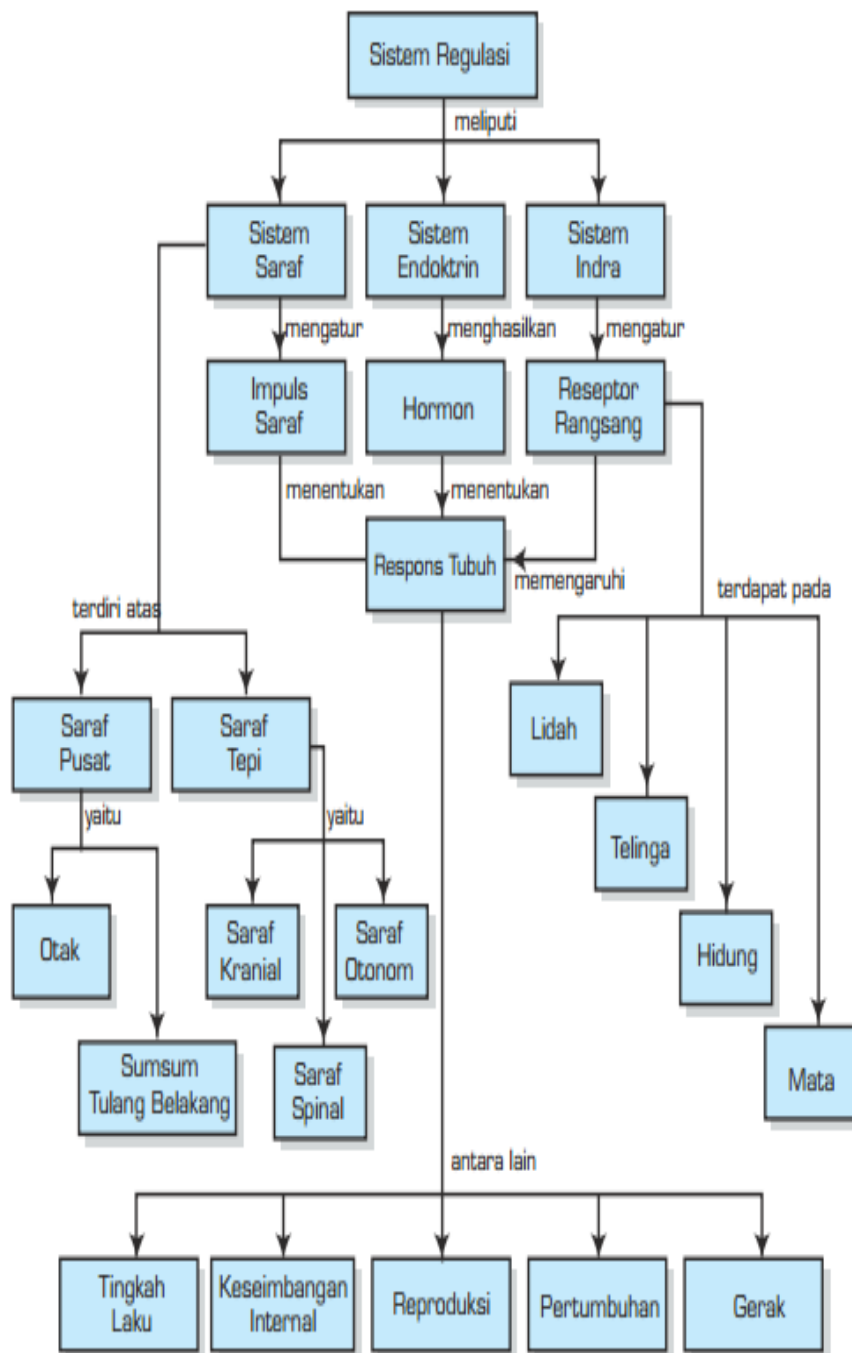 Sistem Regulasi
meliputi
Sistem
Saraf
Sistem
Endoktrin
Sistem
Indra
mengatur
menghasilkan
mengatur
Impuls
Saraf
Hormon
Reseptor
Rangsang
menentukan
menentukan
Respons Tubuh
memengaruhi
terdapat pada
terdiri atas
Saraf
Pusat
Saraf
Tepi
Lidah
yaitu
yaitu
Telinga
Otak
Saraf
Kranial
Saraf
Otonom
Hidung
Sumsum
Tulang Belakang
Saraf
Spinal
Mata
antara lain
Tingkah
Laku
Keseimbangan
Internal
Reproduksi
Pertumbuhan
Gerak